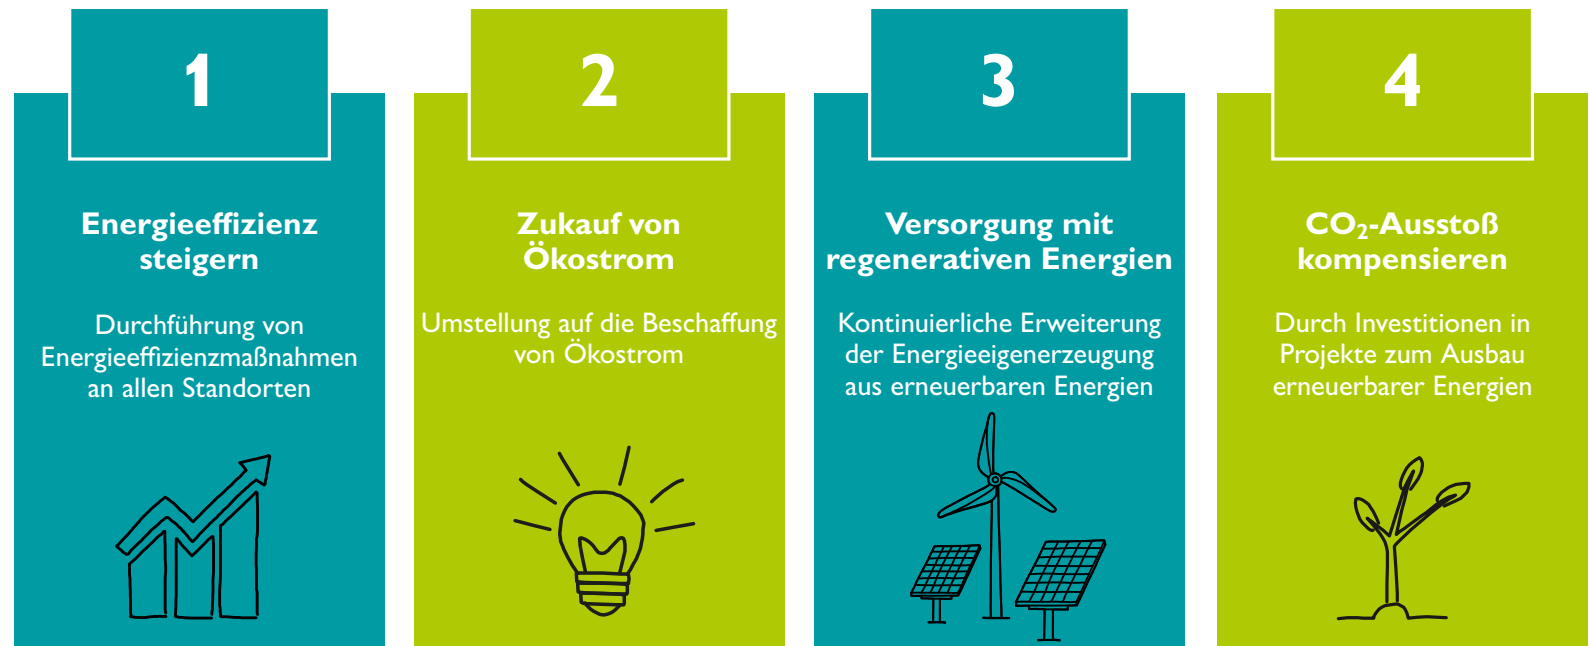 1
Energieeffizienz
steigern
Durchführung von
Energieeffizienzmaßnahmen
an allen Standorten
2
Zukauf von
Ökostrom
Umstellung auf die Beschaffung
von Ökostrom
3
Versorgung mit
regenerativen Energien
Kontinuierliche Erweiterung
der Energieeigenerzeugung
aus erneuerbaren Energien
4
CO₂-Ausstoß
kompensieren
Durch Investitionen in
Projekte zum Ausbau
erneuerbarer Energien